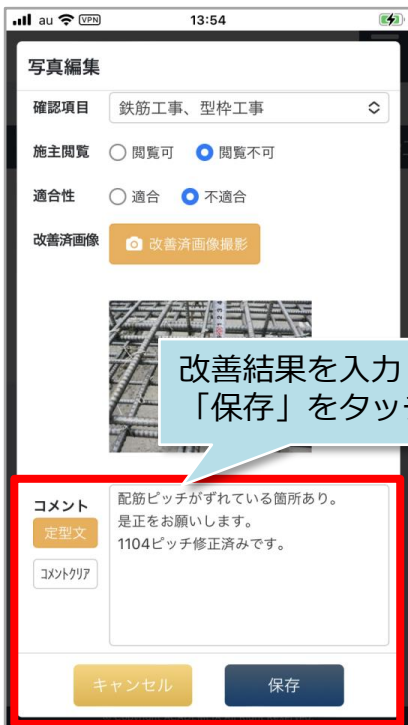 au VPN 13:54
写真編集
確認項目 鉄筋工事、型枠工事
施主閲覧 閲覧可 閲覧不可
適合性 適合 不適合
改善済画像 改善済画像撮影
改善結果を入力
「保存」をタッチ
コメント
定型文
コメントクリア
配筋ピッチがずれている箇所あり。
是正をお願いします。
1104ピッチ修正済みです。
キャンセル 保存